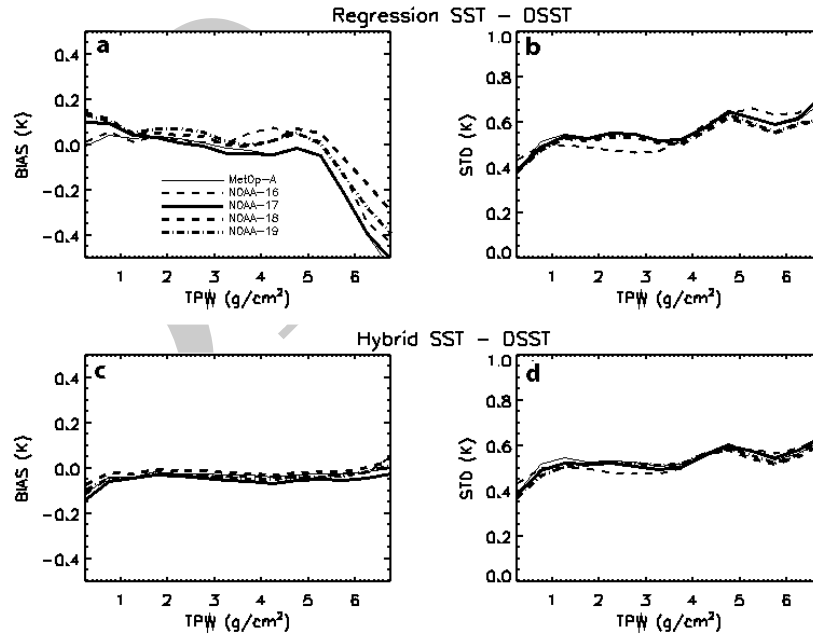 Regression SST – DSST
a
BIAS (K)
0.4
0.2
0.0
−0.2
−0.4
MetOp–A
NOAA–16
NOAA–17
NOAA–18
NOAA–19
1 2 3 4 5 6
TPW (g/cm²)
b
STD (K)
1.0
0.8
0.6
0.4
0.2
0.0
1 2 3 4 5 6
TPW (g/cm²)
Hybrid SST – DSST
c
BIAS (K)
0.4
0.2
0.0
−0.2
−0.4
1 2 3 4 5 6
TPW (g/cm²)
d
STD (K)
1.0
0.8
0.6
0.4
0.2
0.0
1 2 3 4 5 6
TPW (g/cm²)